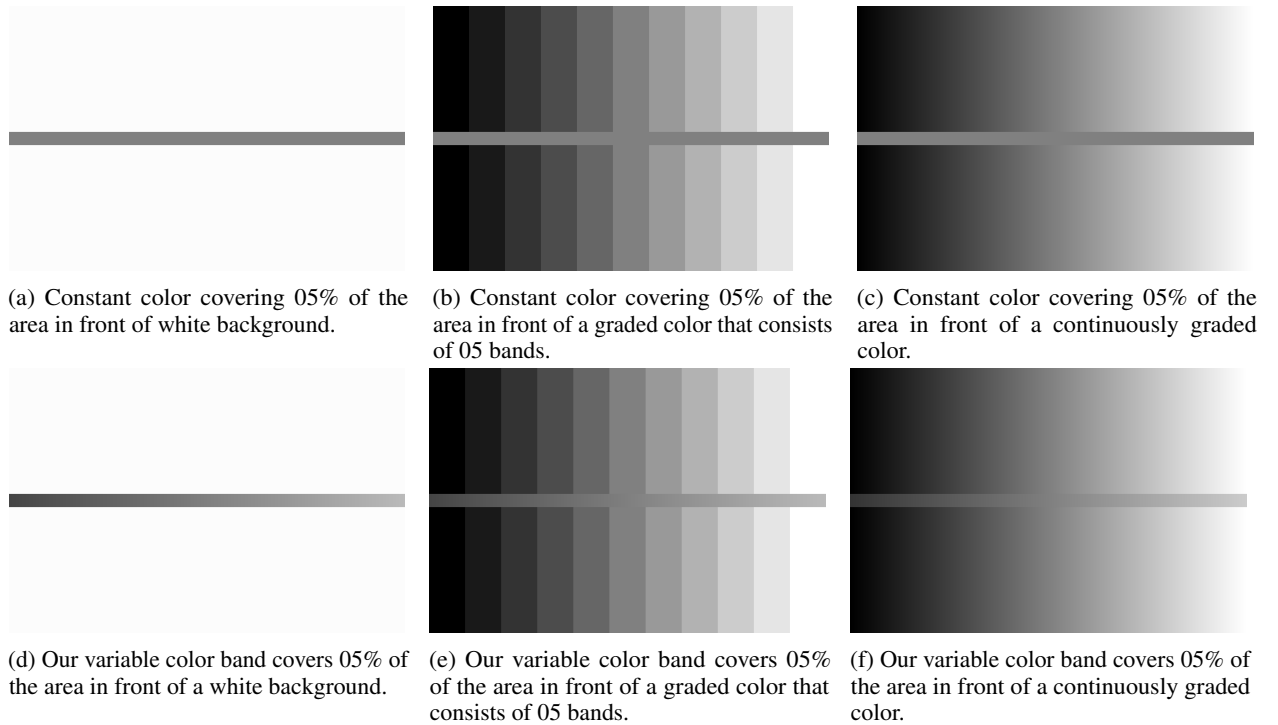 (a) Constant color covering 05% of the
area in front of white background.
(b) Constant color covering 05% of the
area in front of a graded color that consists
of 05 bands.
(c) Constant color covering 05% of the
area in front of a continuously graded
color.
(d) Our variable color band covers 05% of
the area in front of a white background.
(e) Our variable color band covers 05%
of the area in front of a graded color that
consists of 05 bands.
(f) Our variable color band covers 05% of
the area in front of a continuously graded
color.